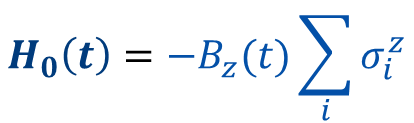 H₀(t) = −B_z(t) ∑_i σ_i^z